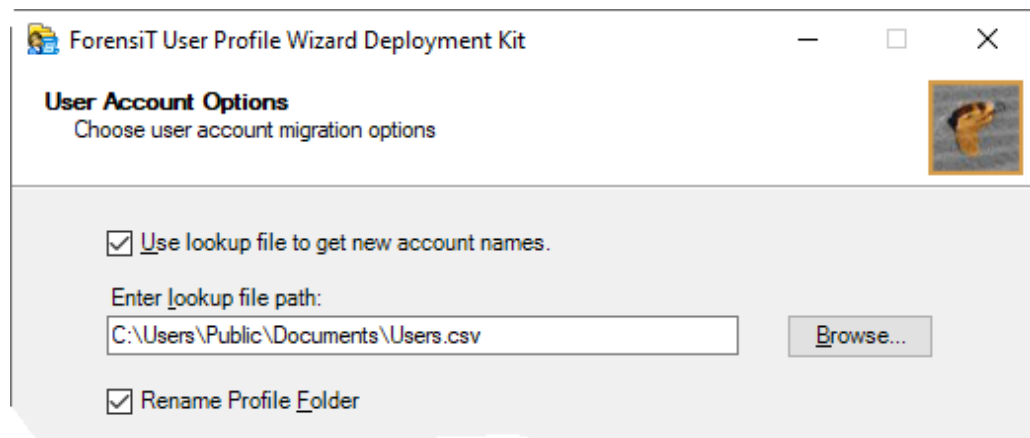 ForensiT User Profile Wizard Deployment Kit
User Account Options
Choose user account migration options
Use lookup file to get new account names.
Enter lookup file path:
C:\Users\Public\Documents\Users.csv
Browse...
Rename Profile Folder